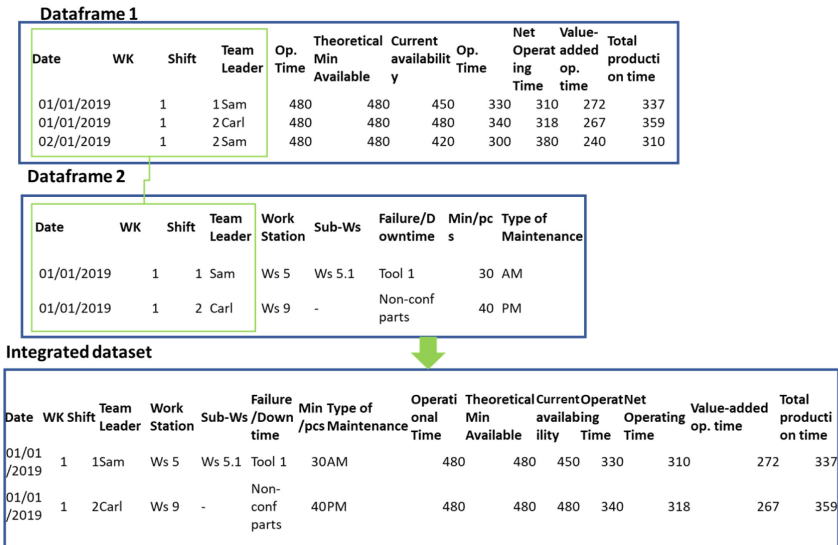 Dataframe 1
Date WK Shift Team Leader Op. Time Theoretical Min Available Current availabilit y Op. Time Net Operat ing Time Value-added op. time Total producti on time
01/01/2019 1 1 Sam 480 480 450 330 310 272 337
01/01/2019 1 2 Carl 480 480 480 340 318 267 359
02/01/2019 1 2 Sam 480 480 420 300 380 240 310
Dataframe 2
Date WK Shift Team Leader Work Station Sub-Ws Failure/D owntime Min/pc s Type of Maintenance
01/01/2019 1 1 Sam Ws 5 Ws 5.1 Tool 1 30 AM
01/01/2019 1 2 Carl Ws 9 - Non-conf parts 40 PM
Integrated dataset
Date WK Shift Team Leader Work Station Sub-Ws Failure /Down time Min /pcs Type of Maintenance Operati onal Time Theoretical Min Available Current availab ility Operat ing Time Net Operating Time Value-added op. time Total producti on time
01/01 /2019 1 1 Sam Ws 5 Ws 5.1 Tool 1 30 AM 480 480 450 330 310 272 337
01/01 /2019 1 2 Carl Ws 9 - Non- conf parts 40 PM 480 480 480 340 318 267 359